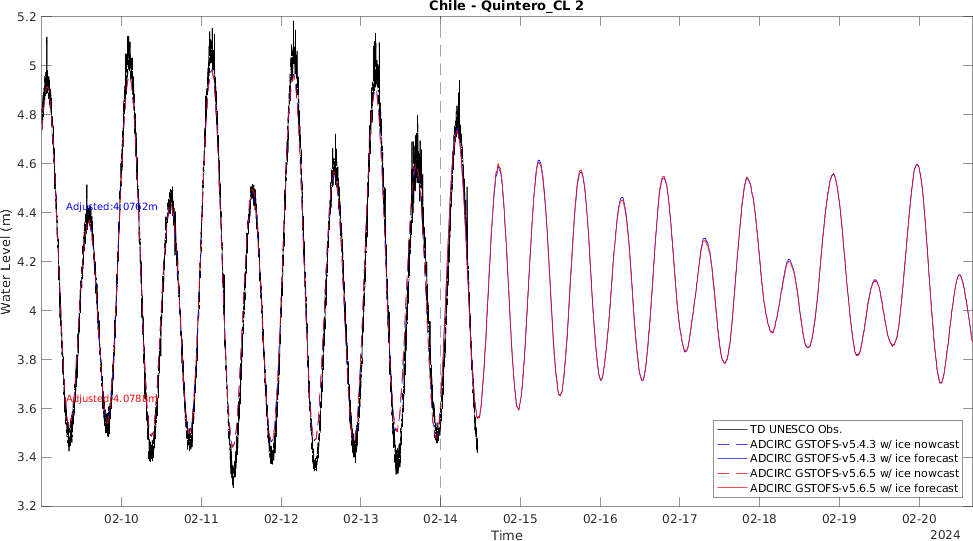 Chile - Quintero_CL 2
5.2
5
4.8
4.6
4.4
4.2
4
3.8
3.6
3.4
3.2
Water Level (m)
Adjusted:4.0762m
Adjusted:4.0788m
TD UNESCO Obs.
ADCIRC GSTOFS-v5.4.3 w/ ice nowcast
ADCIRC GSTOFS-v5.4.3 w/ ice forecast
ADCIRC GSTOFS-v5.6.5 w/ ice nowcast
ADCIRC GSTOFS-v5.6.5 w/ ice forecast
02-10 02-11 02-12 02-13 02-14 02-15 02-16 02-17 02-18 02-19 02-20
Time
2024